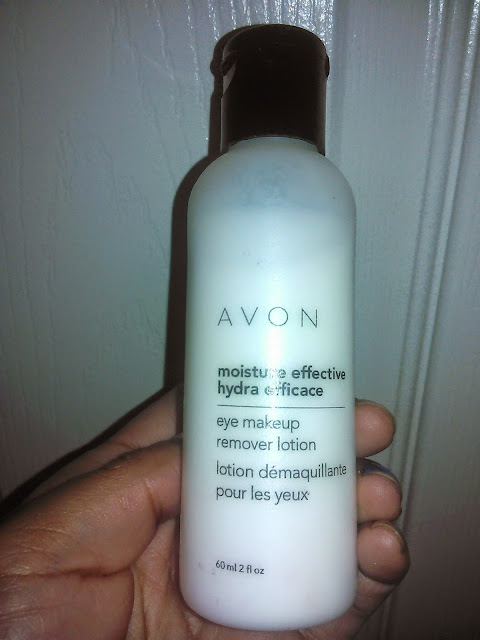 AVON
moisture effective
hydra efficace
eye makeup
remover lotion
lotion démaquillante
pour les yeux
60 ml 2 fl oz